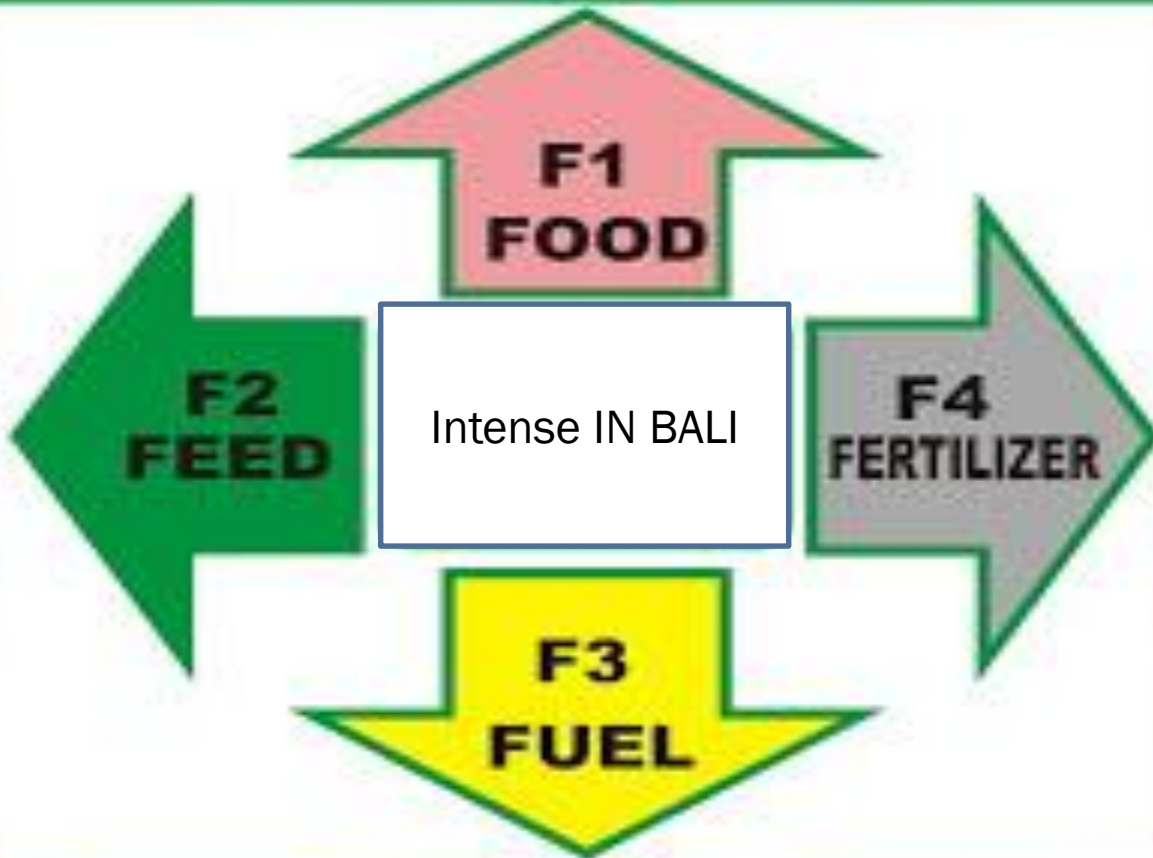 F1
FOOD
F2
FEED
Intense IN BALI
F4
FERTILIZER
F3
FUEL